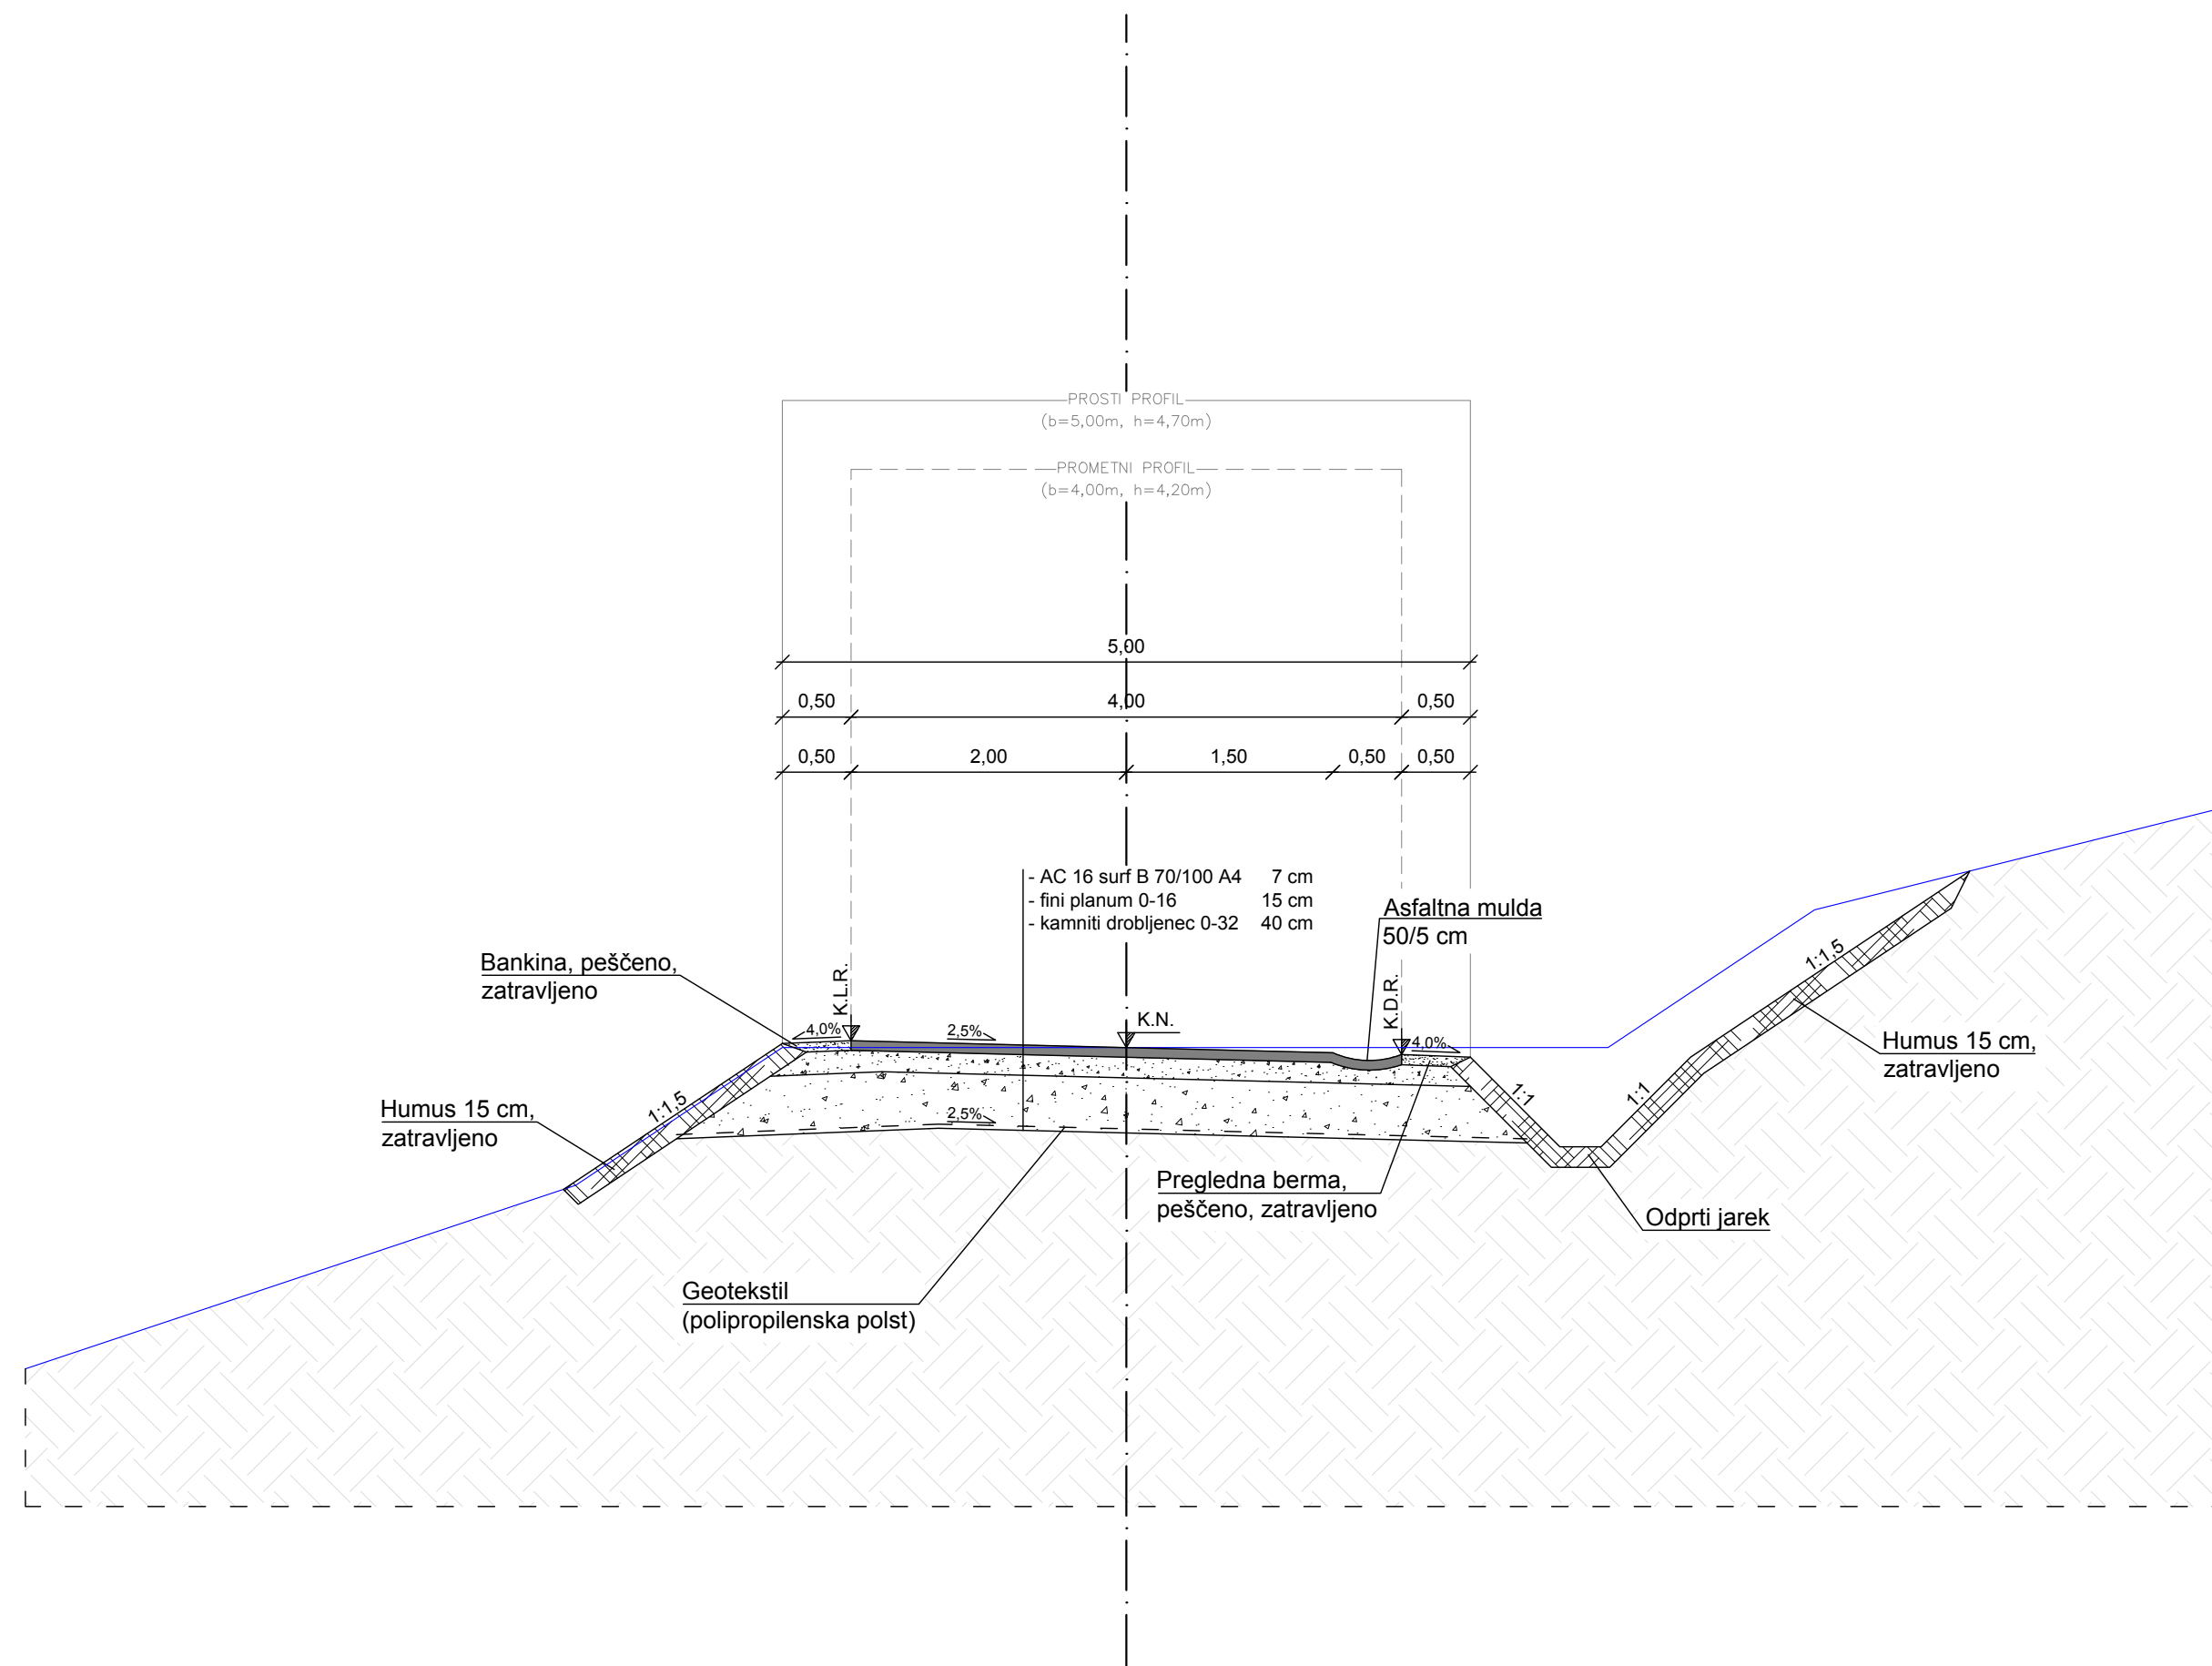 PROSTI PROFIL
(b=5,00m, h=4,70m)
PROMETNI PROFIL
(b=4,00m, h=4,20m)
5,00
0,50 4,00 0,50
0,50 2,00 1,50 0,50 0,50
- AC 16 surf B 70/100 A4 7 cm
- fini planum 0-16 15 cm
- kamniti drobljenec 0-32 40 cm
Asfaltna mulda
50/5 cm
Bankina, peščeno,
zatravljeno
K.L.R.
K.D.R.
K.N.
4,0%
2,5%
4,0%
1:1,5
Humus 15 cm,
zatravljeno
Humus 15 cm,
zatravljeno
1:1,5
1:1
1:1
2,5%
Pregledna berma,
peščeno, zatravljeno
Odprti jarek
Geotekstil
(polipropilenska polst)